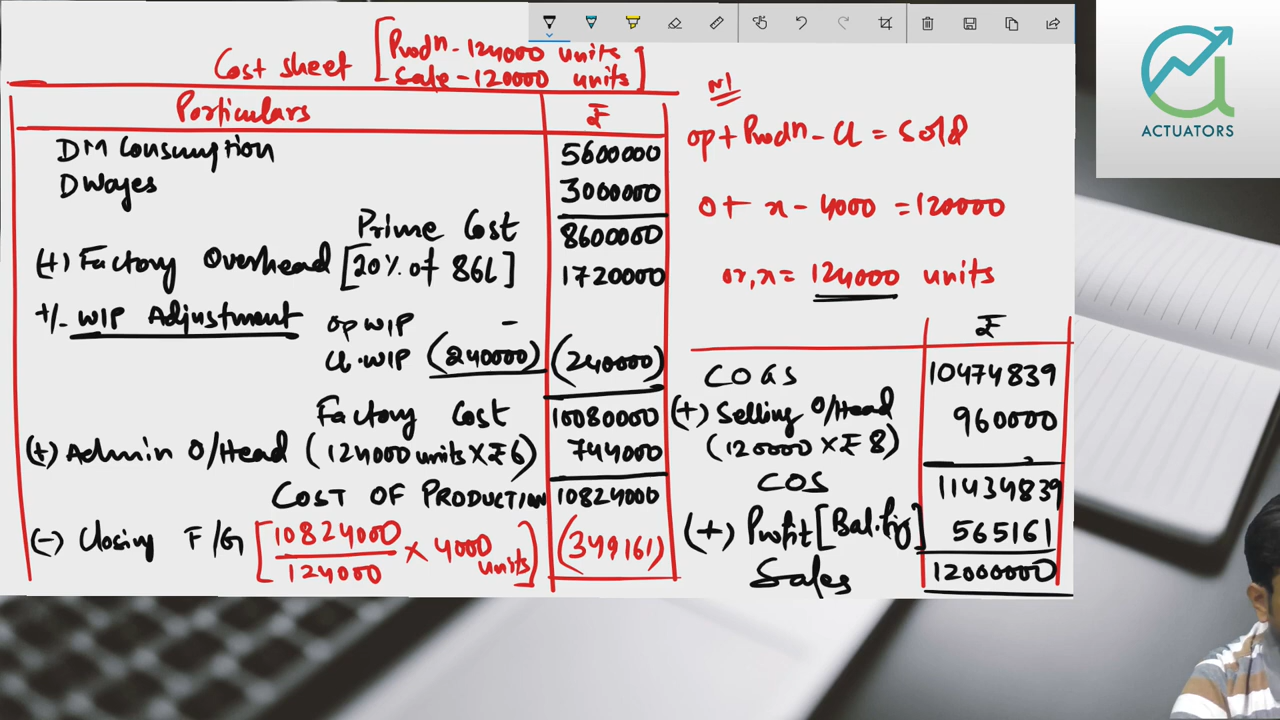 Cost sheet [Prodn - 124000 units
Sale - 120000 units]
Particulars ₹
DM Consumption 5600000
D Wages 3000000
Prime Cost 8600000
(+) Factory Overhead [20% of 86L] 1720000
+/- WIP Adjustment
op WIP -
Cl. WIP (240000) (240000)
Factory Cost 10080000
(+) Admin O/Head (124000 units X ₹6) 744000
COST OF PRODUCTION 10824000
(-) Closing F/G [10824000/124000 × 4000 units] (349161)
N1
op + Prodn - Cl = Sold
0 + x - 4000 = 120000
or, x = 124000 units
₹
COGS 10474839
(+) Selling O/Head 960000
(120000 × ₹8)
COS 11434839
(+) Profit [Bal. fig] 565161
Sales 12000000
ACTUATORS